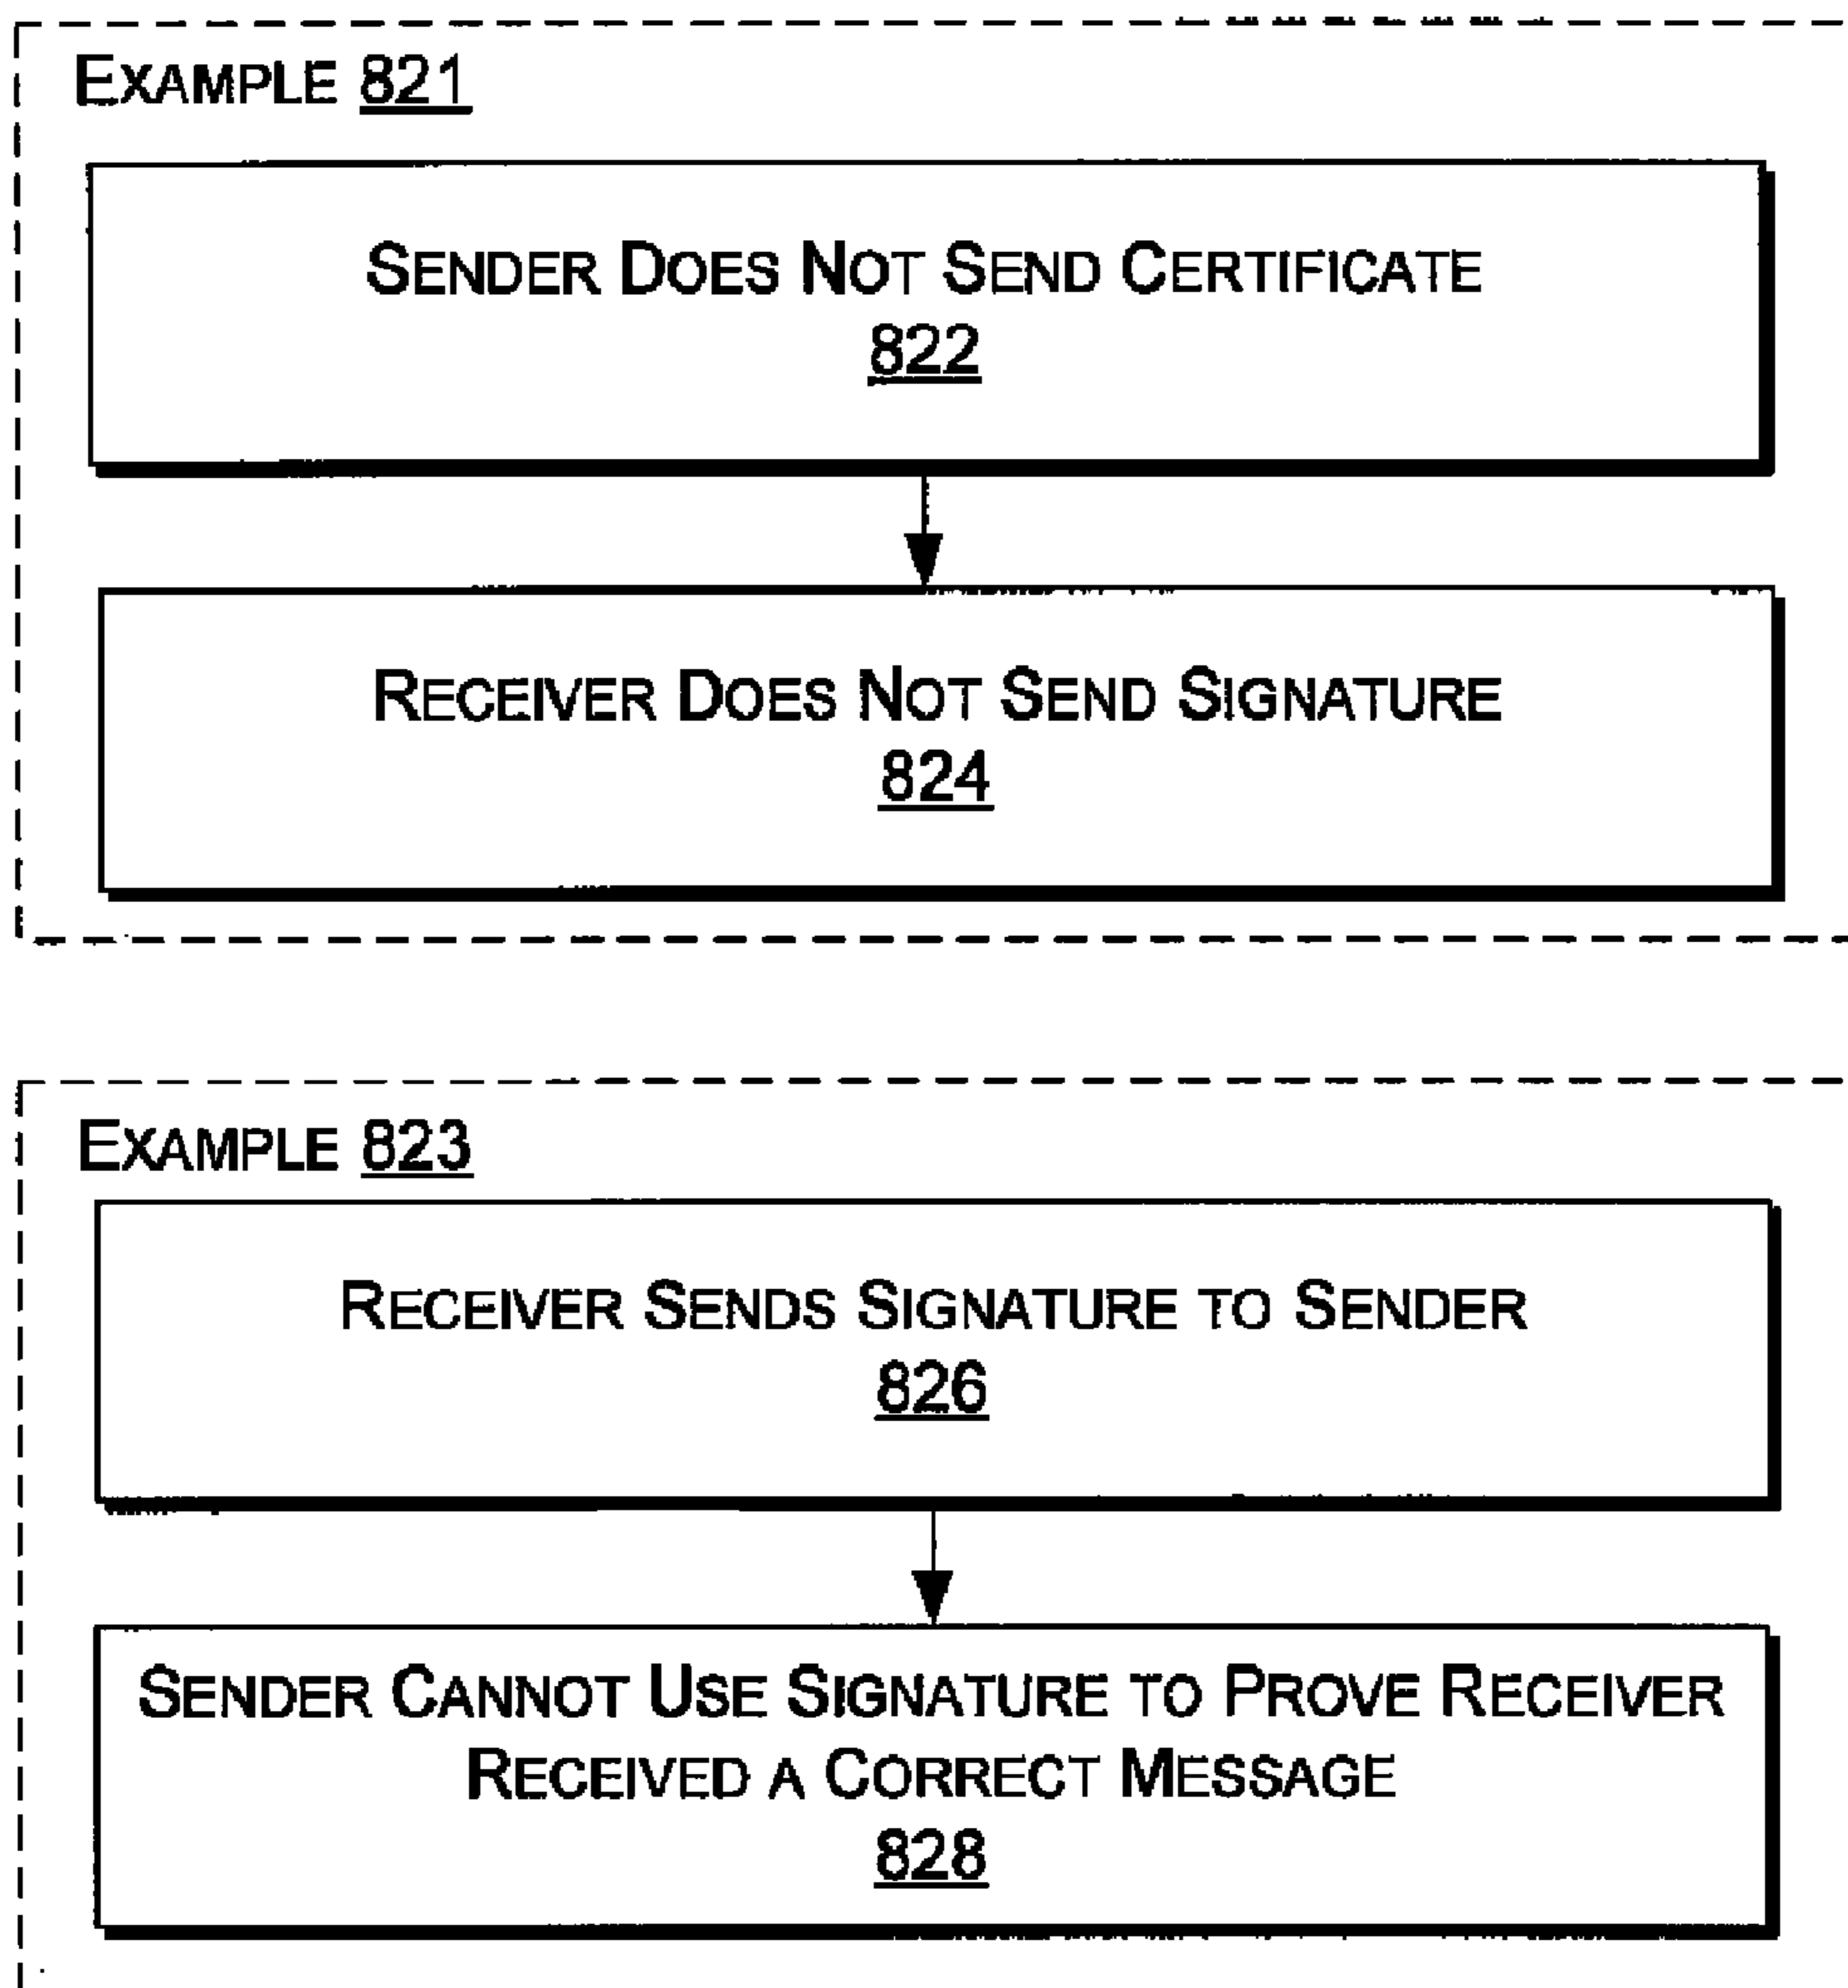 EXAMPLE 821
SENDER DOES NOT SEND CERTIFICATE
822
RECEIVER DOES NOT SEND SIGNATURE
824
EXAMPLE 823
RECEIVER SENDS SIGNATURE TO SENDER
826
SENDER CANNOT USE SIGNATURE TO PROVE RECEIVER
RECEIVED A CORRECT MESSAGE
828